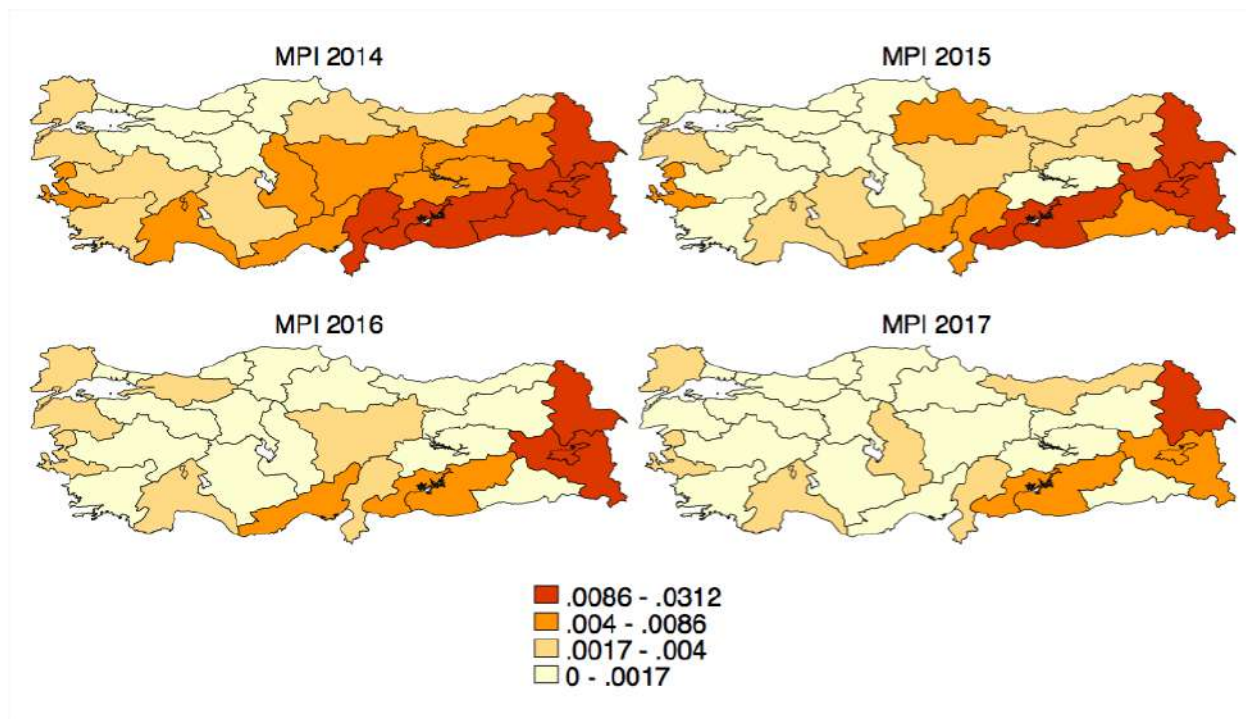 MPI 2014
MPI 2015
MPI 2016
MPI 2017
.0086 - .0312
.004 - .0086
.0017 - .004
0 - .0017